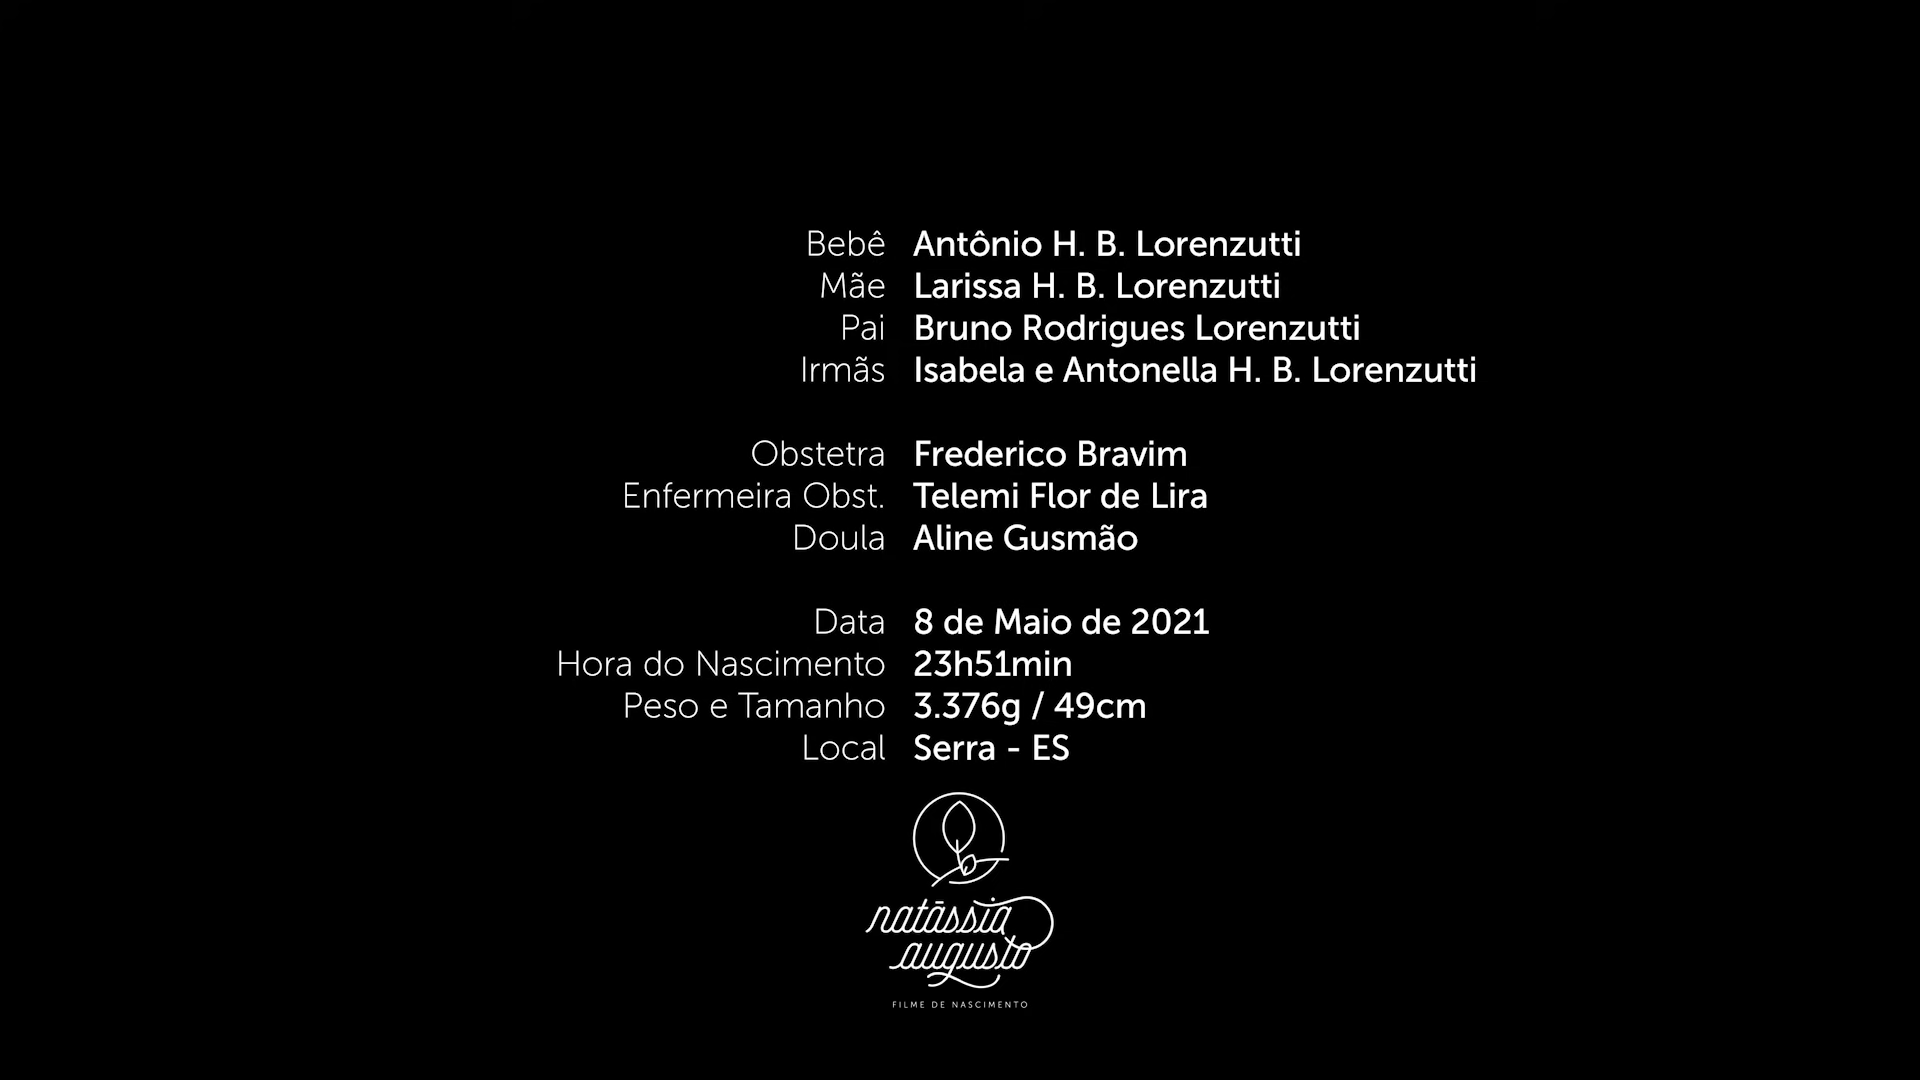 Bebê Antônio H. B. Lorenzutti
Mãe Larissa H. B. Lorenzutti
Pai Bruno Rodrigues Lorenzutti
Irmãs Isabela e Antonella H. B. Lorenzutti
Obstetra Frederico Bravim
Enfermeira Obst. Telemi Flor de Lira
Doula Aline Gusmão
Data 8 de Maio de 2021
Hora do Nascimento 23h51min
Peso e Tamanho 3.376g / 49cm
Local Serra - ES
natássia
augusto
FILME DE NASCIMENTO